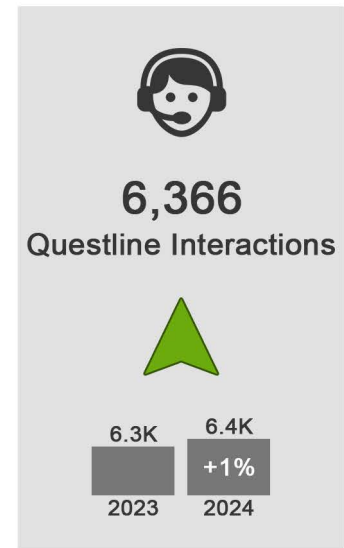 6,366
Questline Interactions
6.3K
6.4K
+1%
2023
2024